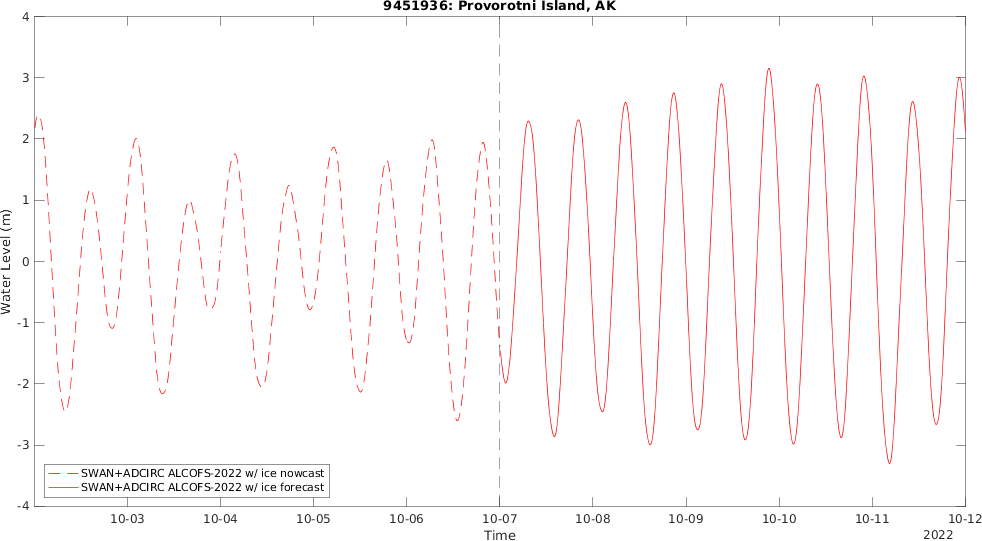 9451936: Provorotni Island, AK
Water Level (m)
4
3
2
1
0
-1
-2
-3
-4
SWAN+ADCIRC ALCOFS-2022 w/ ice nowcast
SWAN+ADCIRC ALCOFS-2022 w/ ice forecast
10-03 10-04 10-05 10-06 10-07 10-08 10-09 10-10 10-11 10-12
Time
2022